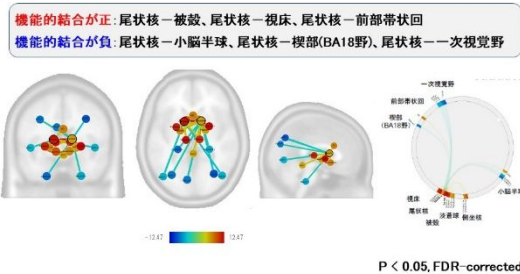 機能的結合が正:尾状核－被殻、尾状核－視床、尾状核－前部帯状回
機能的結合が負:尾状核－小脳半球、尾状核－楔部(BA18野)、尾状核－一次視覚野
一次視覚野
前部帯状回
楔部
(BA18野)
小脳半球
視床
尾状核
被殻
淡蒼球
側坐核
-12.47
12.47
P < 0.05, FDR-corrected